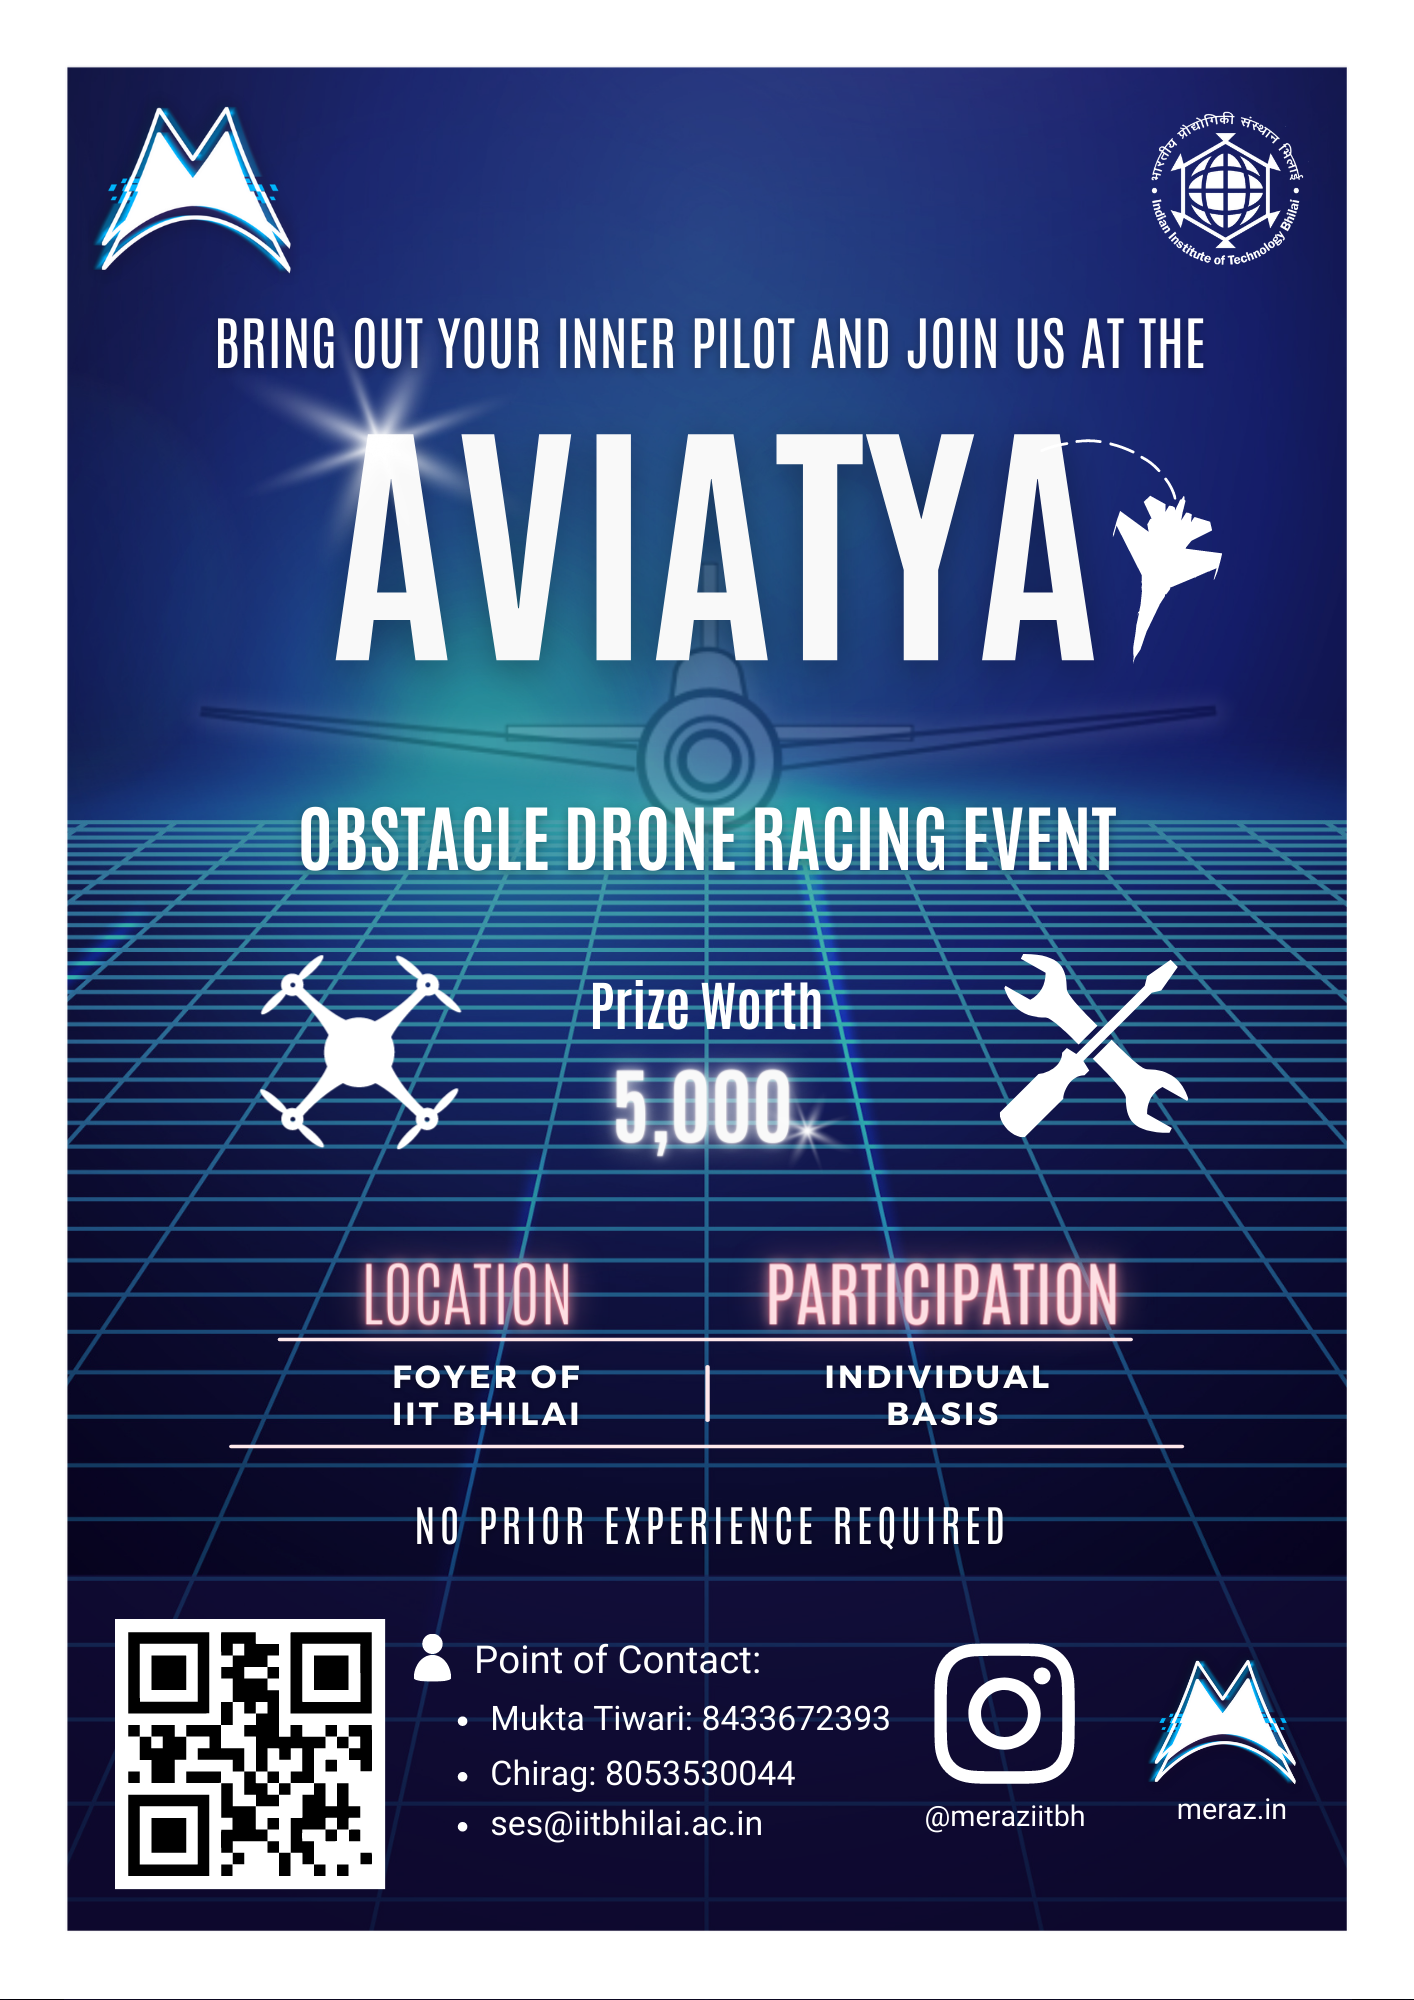 भारतीय प्रौद्योगिकी संस्थान भिलाई
Indian Institute of Technology Bhilai
BRING OUT YOUR INNER PILOT AND JOIN US AT THE
AVIATYA
OBSTACLE DRONE RACING EVENT
Prize Worth
5,000
LOCATION
PARTICIPATION
FOYER OF
IIT BHILAI
INDIVIDUAL
BASIS
NO PRIOR EXPERIENCE REQUIRED
Point of Contact:
• Mukta Tiwari: 8433672393
• Chirag: 8053530044
• ses@iitbhilai.ac.in
@meraziitbh
meraz.in